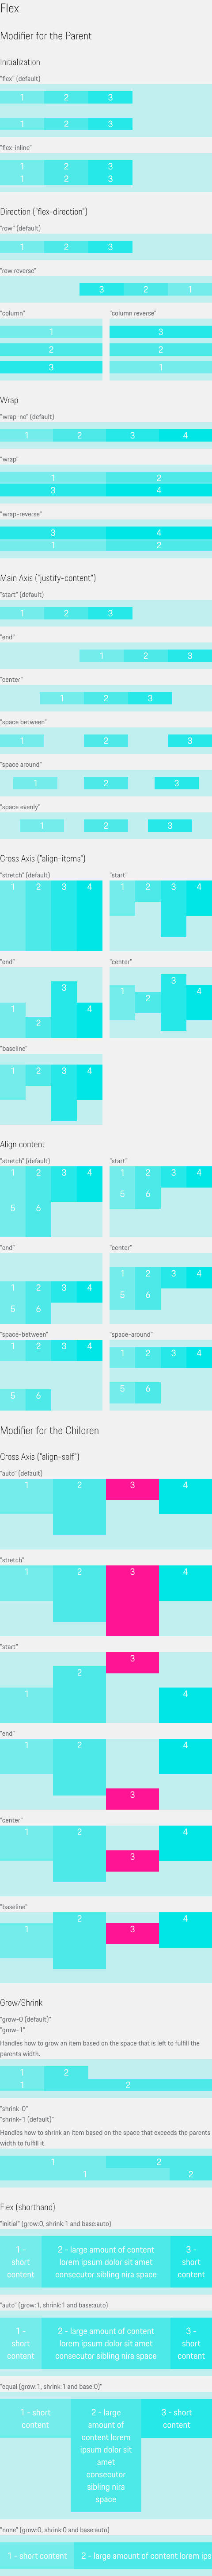 Flex
Modifier for the Parent
Initialization
"flex" (default)
1 2 3
1 2 3
"flex-inline"
1 2 3
1 2 3
Direction ("flex-direction")
"row" (default)
1 2 3
"row reverse"
3 2 1
"column" "column reverse"
1 3
2 2
3 1
Wrap
"wrap-no" (default)
1 2 3 4
"wrap"
1 2
3 4
"wrap-reverse"
3 4
1 2
Main Axis ("justify-content")
"start" (default)
1 2 3
"end"
1 2 3
"center"
1 2 3
"space between"
1 2 3
"space around"
1 2 3
"space evenly"
1 2 3
Cross Axis ("align-items")
"stretch" (default) "start"
1 2 3 4 1 2 3 4
"end" "center"
1 2 3 4 1 2 3 4
"baseline"
1 2 3 4
Align content
"stretch" (default) "start"
1 2 3 4 1 2 3 4
5 6 5 6
"end" "center"
1 2 3 4 1 2 3 4
5 6 5 6
"space-between" "space-around"
1 2 3 4 1 2 3 4
5 6 5 6
Modifier for the Children
Cross Axis ("align-self")
"auto" (default)
1 2 3 4
"stretch"
1 2 3 4
"start"
1 2 3 4
"end"
1 2 3 4
"center"
1 2 3 4
"baseline"
1 2 3 4
Grow/Shrink
"grow-0 (default)"
"grow-1"
Handles how to grow an item based on the space that is left to fulfill the
parents width.
1 2
1 2
"shrink-0"
"shrink-1 (default)"
Handles how to shrink an item based on the space that exceeds the parents
width to fulfill it.
1 2
1 2
Flex (shorthand)
"initial" (grow:0, shrink:1 and base:auto)
1 -
short
content
2 - large amount of content
lorem ipsum dolor sit amet
consecutor sibling nira space
3 -
short
content
"auto" (grow:1, shrink:1 and base:auto)
1 -
short
content
2 - large amount of content
lorem ipsum dolor sit amet
consecutor sibling nira space
3 -
short
content
"equal (grow:1, shrink:1 and base:0)"
1 - short
content
2 - large
amount of
content lorem
ipsum dolor sit
amet
consecutor
sibling nira
space
3 - short
content
"none" (grow:0, shrink:0 and base:auto)
1 - short content 2 - large amount of content lorem ips